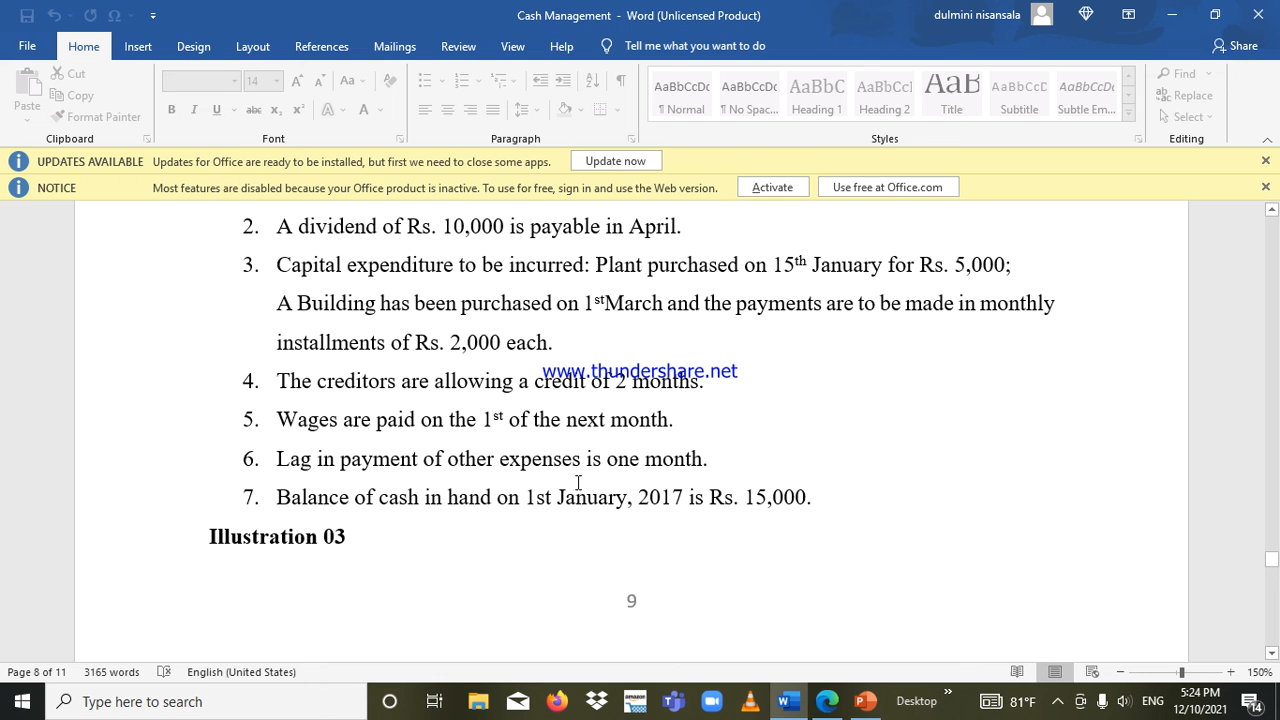 Cash Management - Word (Unlicensed Product)
dulmini nisansala
File Home Insert Design Layout References Mailings Review View Help Tell me what you want to do Share
Paste
Cut
Copy
Format Painter
Clipboard
14
Aa
B I U abc x₂ x² A A
Font
Paragraph
AaBbCcDc AaBbCcDc AaBbC AaBbCc AaBb AaBbCcD AaBbCcDc
¶ Normal ¶ No Spac... Heading 1 Heading 2 Title Subtitle Subtle Em...
Styles
Find
Replace
Select
Editing
UPDATES AVAILABLE Updates for Office are ready to be installed, but first we need to close some apps. Update now
NOTICE Most features are disabled because your Office product is inactive. To use for free, sign in and use the Web version. Activate Use free at Office.com
2. A dividend of Rs. 10,000 is payable in April.
3. Capital expenditure to be incurred: Plant purchased on 15th January for Rs. 5,000;
A Building has been purchased on 1stMarch and the payments are to be made in monthly
installments of Rs. 2,000 each.
www.thundershare.net
4. The creditors are allowing a credit of 2 months.
5. Wages are paid on the 1st of the next month.
6. Lag in payment of other expenses is one month.
7. Balance of cash in hand on 1st January, 2017 is Rs. 15,000.
Illustration 03
9
Page 8 of 11 3165 words English (United States) 150%
Type here to search
amazon
Desktop
81°F
ENG
5:24 PM
12/10/2021
14